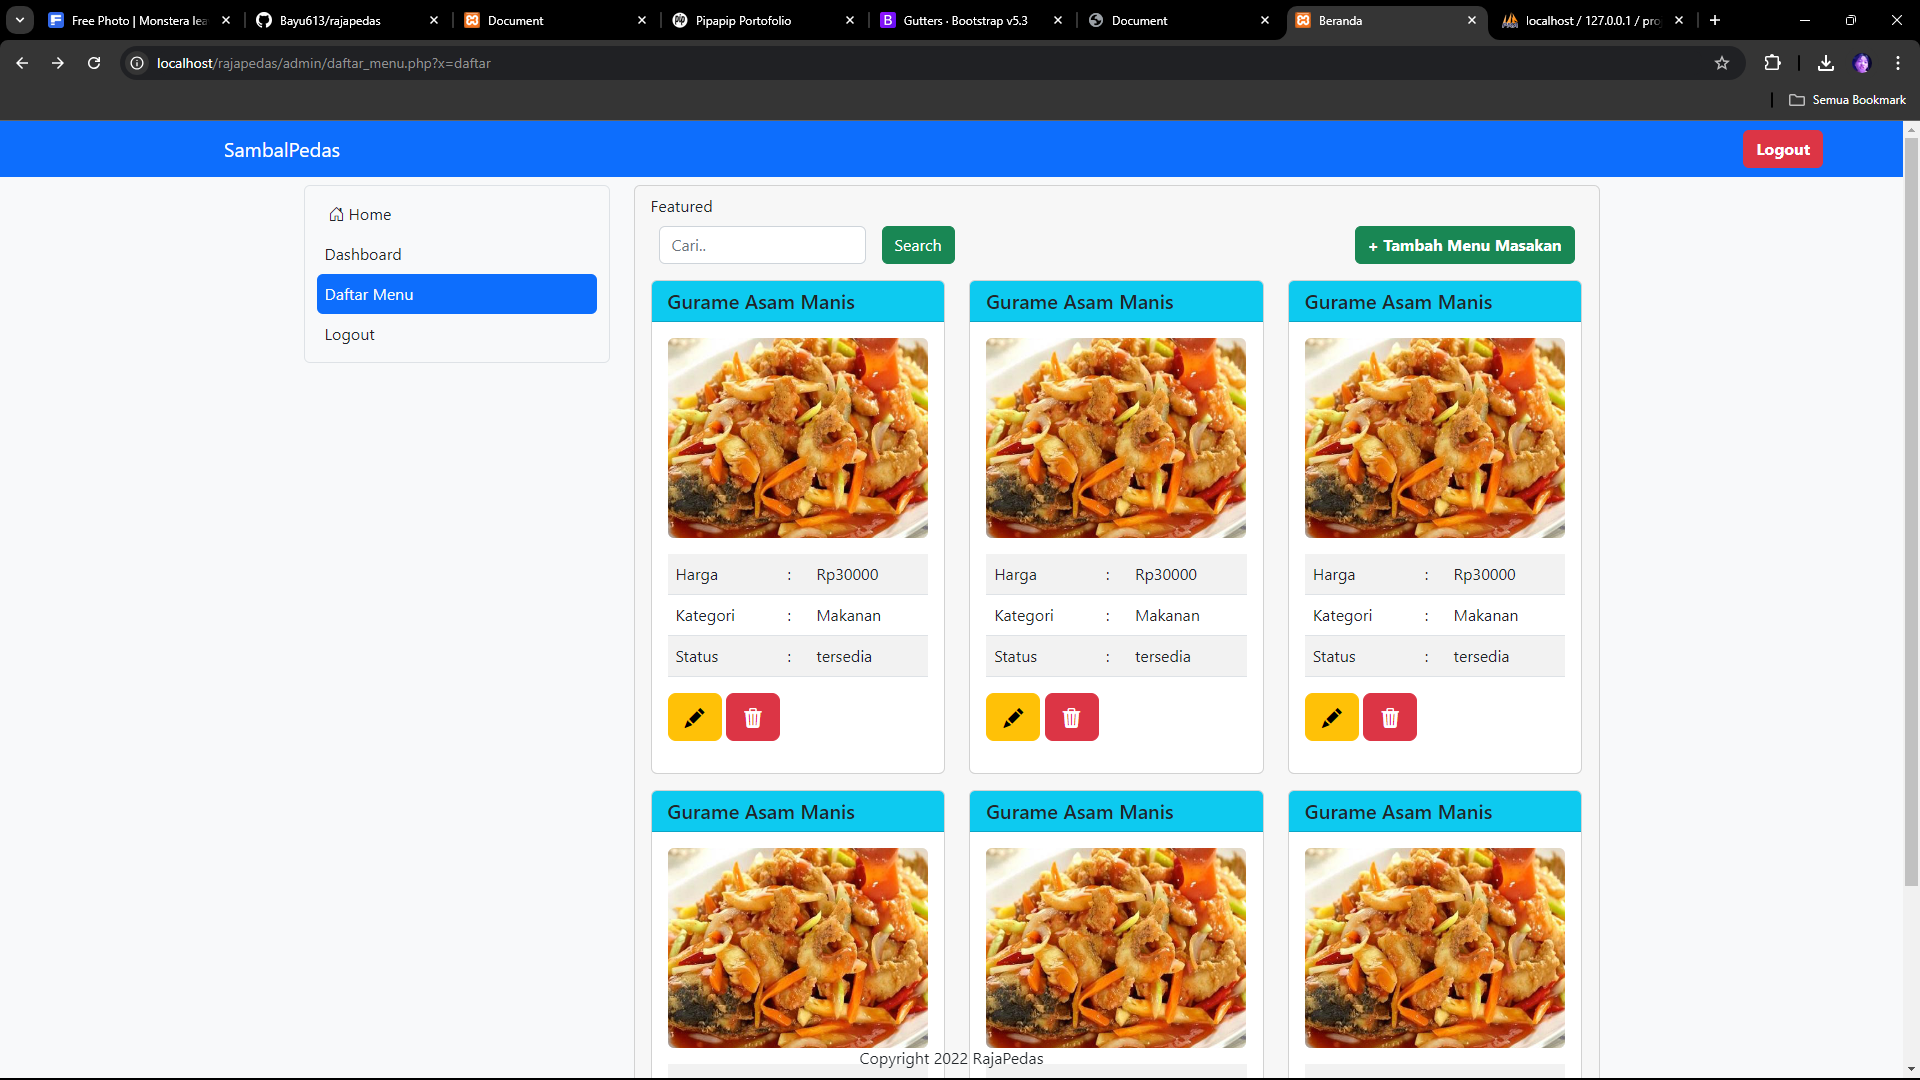 Free Photo | Monstera lea
Bayu613/rajapedas
Document
Pipapip Portofolio
Gutters · Bootstrap v5.3
Document
Beranda
localhost / 127.0.0.1 / pro
localhost/rajapedas/admin/daftar_menu.php?x=daftar
Semua Bookmark
SambalPedas
Logout
Home
Dashboard
Daftar Menu
Logout
Featured
Cari..
Search
+ Tambah Menu Masakan
Gurame Asam Manis
Gurame Asam Manis
Gurame Asam Manis
Harga : Rp30000
Kategori : Makanan
Status : tersedia
Harga : Rp30000
Kategori : Makanan
Status : tersedia
Harga : Rp30000
Kategori : Makanan
Status : tersedia
Gurame Asam Manis
Gurame Asam Manis
Gurame Asam Manis
Copyright 2022 RajaPedas